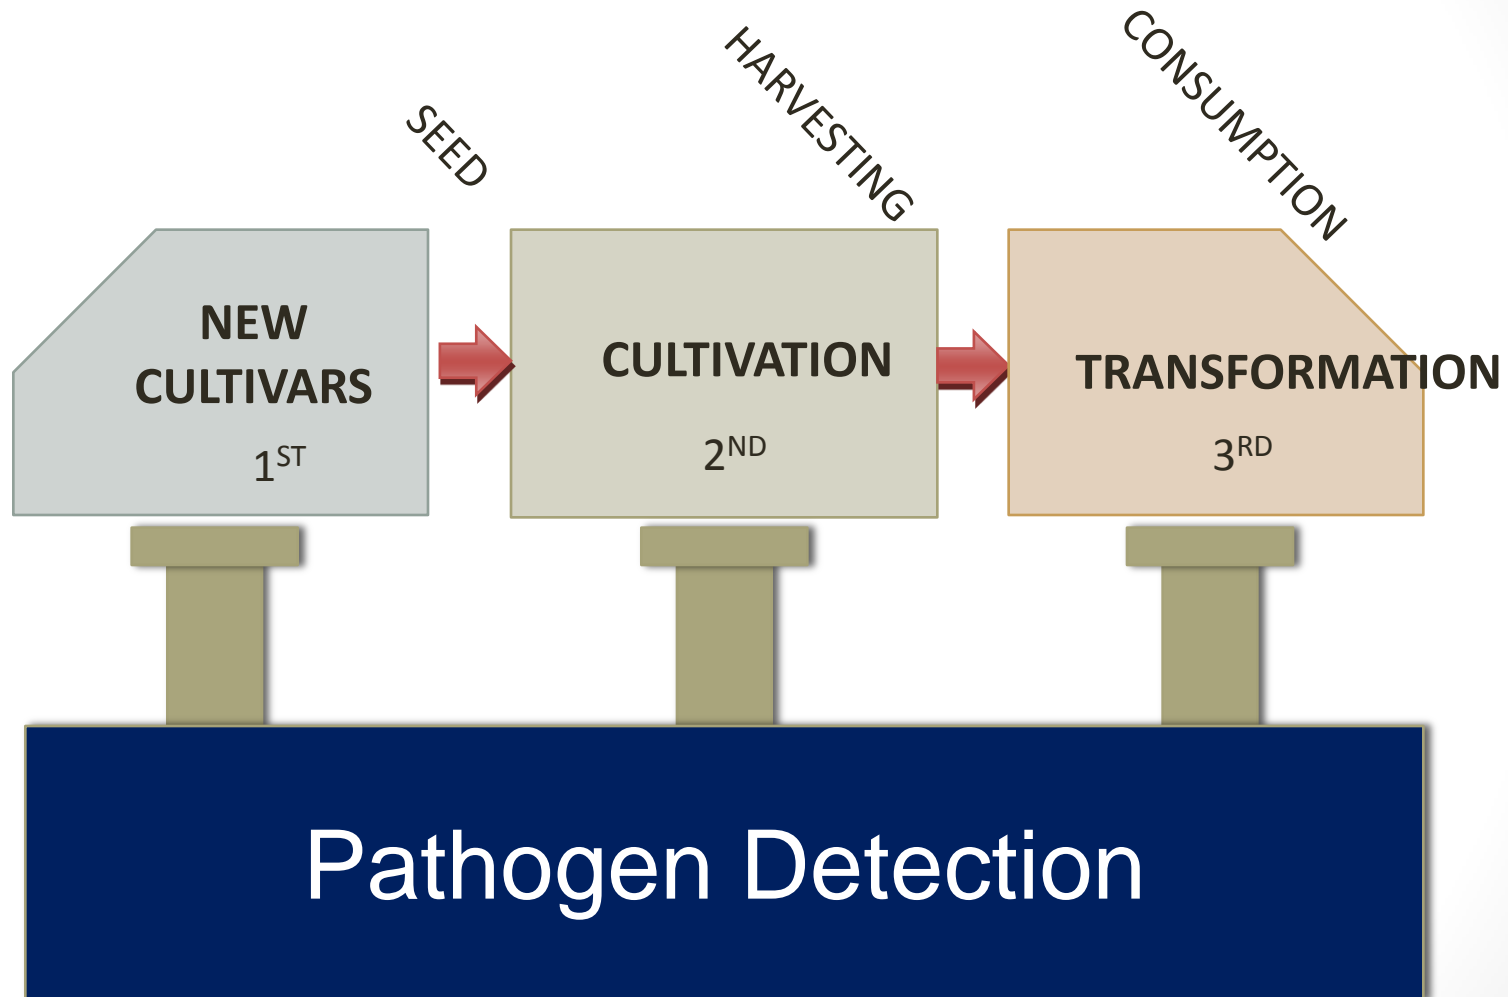 SEED
HARVESTING
CONSUMPTION
NEW
CULTIVARS
1ST
CULTIVATION
2ND
TRANSFORMATION
3RD
Pathogen Detection